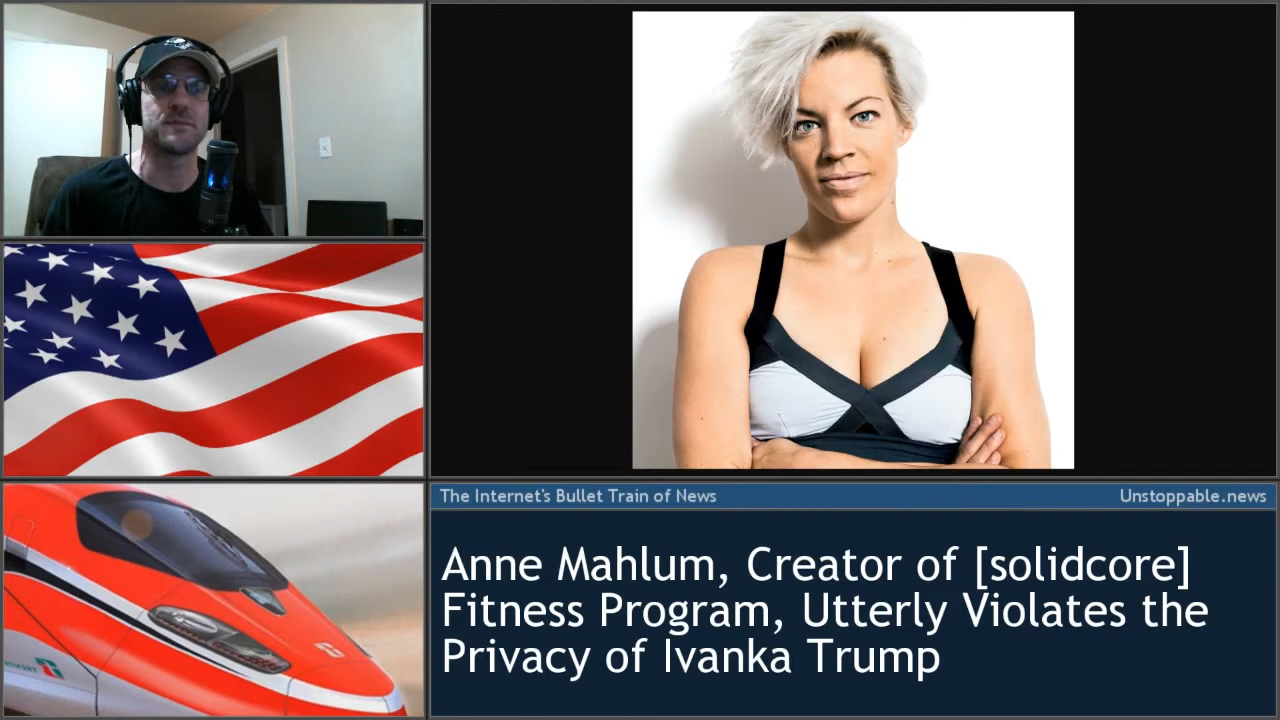 The Internet's Bullet Train of News
Unstoppable.news
Anne Mahlum, Creator of [solidcore]
Fitness Program, Utterly Violates the
Privacy of Ivanka Trump